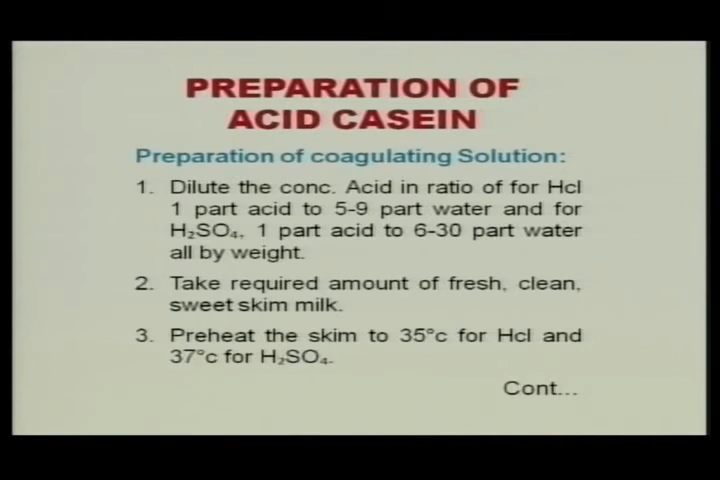 PREPARATION OF
ACID CASEIN
Preparation of coagulating Solution:
1. Dilute the conc. Acid in ratio of for Hcl
1 part acid to 5-9 part water and for
H₂SO₄, 1 part acid to 6-30 part water
all by weight.
2. Take required amount of fresh, clean,
sweet skim milk.
3. Preheat the skim to 35°c for Hcl and
37°c for H₂SO₄.
Cont...